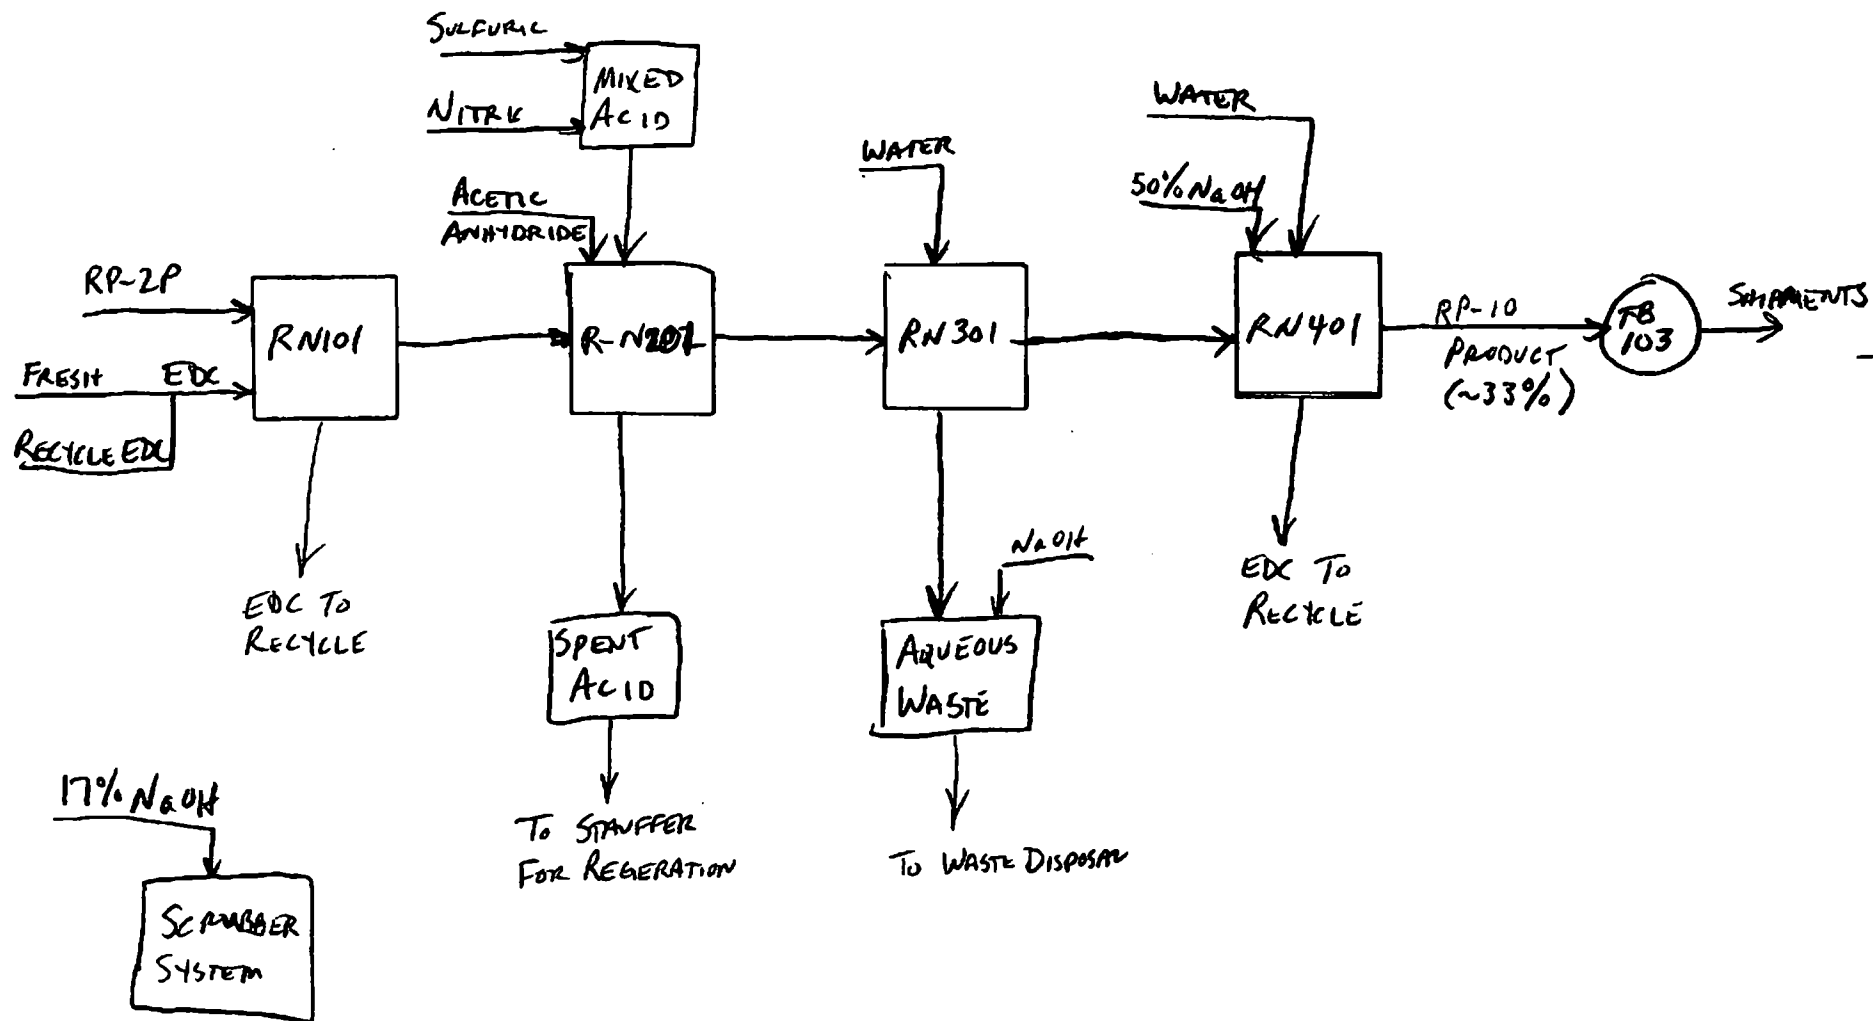 SULFURIC
NITRIC
MIXED
ACID
ACETIC
ANHYDRIDE
WATER
WATER
50% NaOH
RP-2P
FRESH EDC
RECYCLE EDC
RN101
R-N201
RN301
RN401
RP-10
PRODUCT
(~33%)
TB
103
SHIPMENTS
EDC TO
RECYCLE
SPENT
ACID
NaOH
AQUEOUS
WASTE
EDC TO
RECYCLE
TO STAUFFER
FOR REGERATION
TO WASTE DISPOSAL
17% NaOH
SCRUBBER
SYSTEM